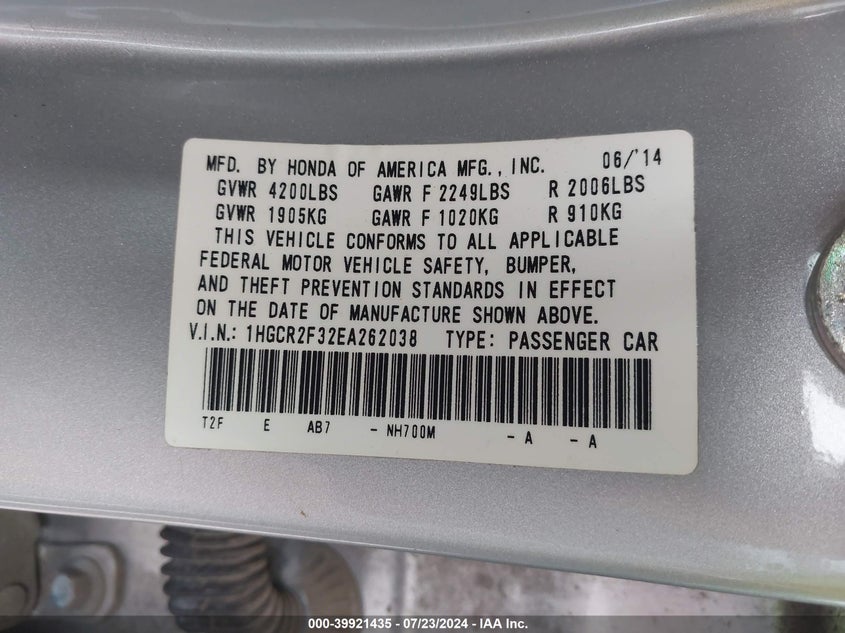 MFD. BY HONDA OF AMERICA MFG., INC. 06/'14
GVWR 4200LBS GAWR F 2249LBS R 2006LBS
GVWR 1905KG GAWR F 1020KG R 910KG
THIS VEHICLE CONFORMS TO ALL APPLICABLE
FEDERAL MOTOR VEHICLE SAFETY, BUMPER,
AND THEFT PREVENTION STANDARDS IN EFFECT
ON THE DATE OF MANUFACTURE SHOWN ABOVE.
V.I.N.: 1HGCR2F32EA262038 TYPE: PASSENGER CAR
T2F E AB7 - NH700M - A - A
000-39921435 / 07/23/2024 - IAA Inc.